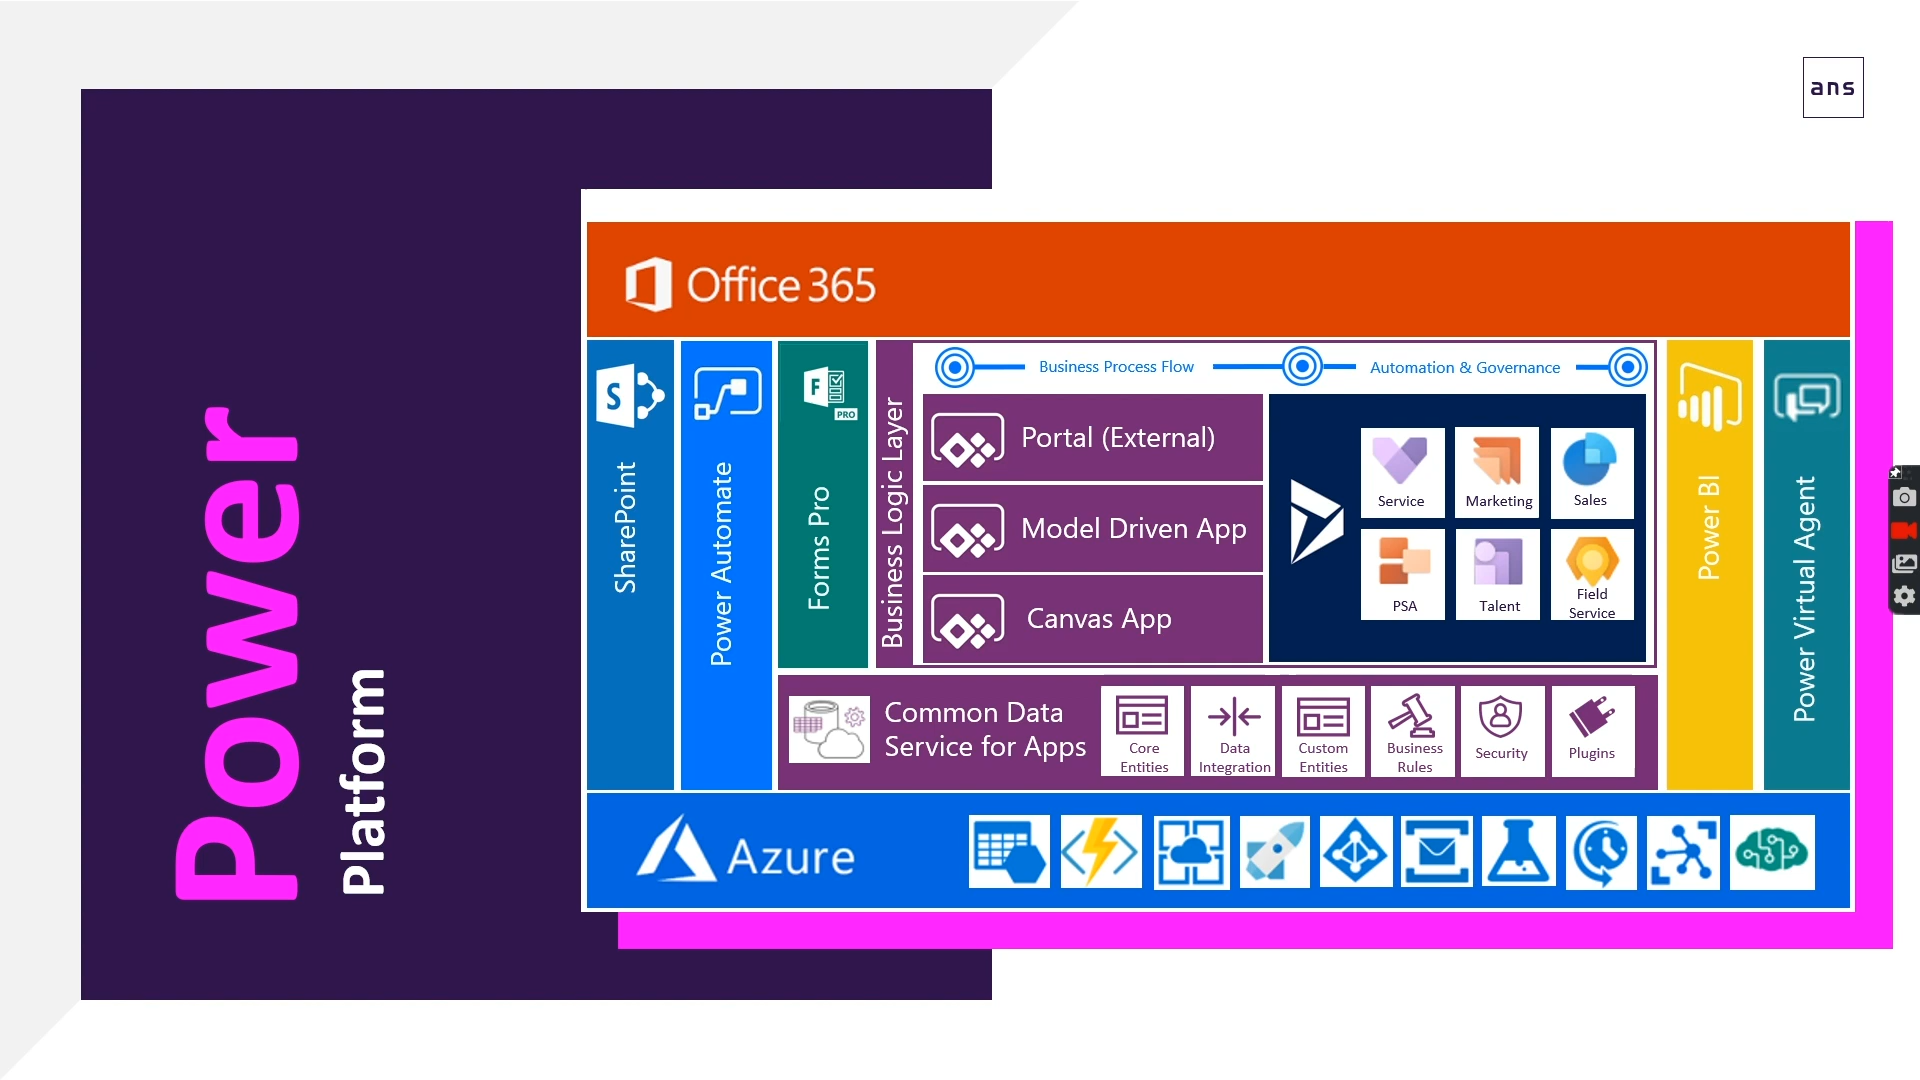 ans
Power
Platform
Office 365
S
SharePoint
Power Automate
F
PRO
Forms Pro
Business Logic Layer
Business Process Flow
Automation & Governance
Portal (External)
Model Driven App
Canvas App
Service
Marketing
Sales
PSA
Talent
Field
Service
Power BI
Power Virtual Agent
Common Data
Service for Apps
Core
Entities
Data
Integration
Custom
Entities
Business
Rules
Security
Plugins
Azure